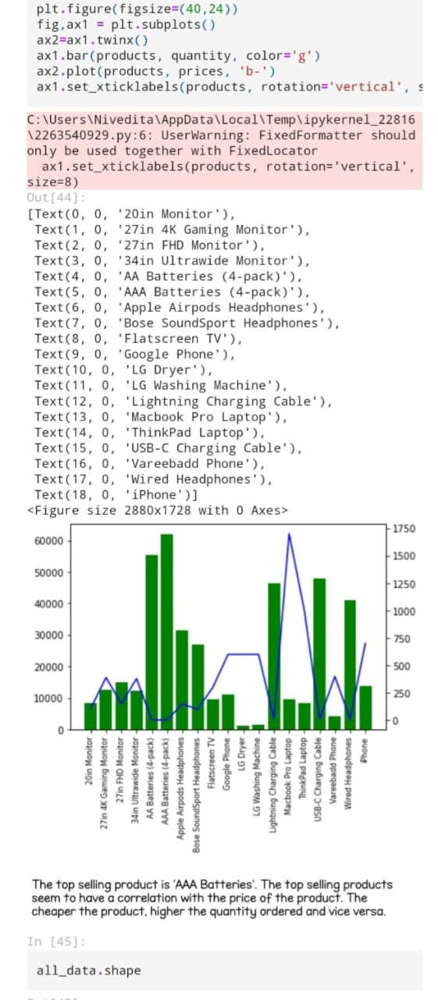 plt.figure(figsize=(40,24))
fig,ax1 = plt.subplots()
ax2=ax1.twinx()
ax1.bar(products, quantity, color='g')
ax2.plot(products, prices, 'b-')
ax1.set_xticklabels(products, rotation='vertical', s
C:\Users\Nivedita\AppData\Local\Temp\ipykernel_22816
\2263540929.py:6: UserWarning: FixedFormatter should
only be used together with FixedLocator
ax1.set_xticklabels(products, rotation='vertical',
size=8)
Out[44]:
[Text(0, 0, '20in Monitor'),
Text(1, 0, '27in 4K Gaming Monitor'),
Text(2, 0, '27in FHD Monitor'),
Text(3, 0, '34in Ultrawide Monitor'),
Text(4, 0, 'AA Batteries (4-pack)'),
Text(5, 0, 'AAA Batteries (4-pack)'),
Text(6, 0, 'Apple Airpods Headphones'),
Text(7, 0, 'Bose SoundSport Headphones'),
Text(8, 0, 'Flatscreen TV'),
Text(9, 0, 'Google Phone'),
Text(10, 0, 'LG Dryer'),
Text(11, 0, 'LG Washing Machine'),
Text(12, 0, 'Lightning Charging Cable'),
Text(13, 0, 'Macbook Pro Laptop'),
Text(14, 0, 'ThinkPad Laptop'),
Text(15, 0, 'USB-C Charging Cable'),
Text(16, 0, 'Vareebadd Phone'),
Text(17, 0, 'Wired Headphones'),
Text(18, 0, 'iPhone')]
<Figure size 2880x1728 with 0 Axes>
60000
50000
40000
30000
20000
10000
0
1750
1500
1250
1000
750
500
250
0
20in Monitor
27in 4K Gaming Monitor
27in FHD Monitor
34in Ultrawide Monitor
AA Batteries (4-pack)
AAA Batteries (4-pack)
Apple Airpods Headphones
Bose SoundSport Headphones
Flatscreen TV
Google Phone
LG Dryer
LG Washing Machine
Lightning Charging Cable
Macbook Pro Laptop
ThinkPad Laptop
USB-C Charging Cable
Vareebadd Phone
Wired Headphones
iPhone
The top selling product is 'AAA Batteries'. The top selling products
seem to have a correlation with the price of the product. The
cheaper the product, higher the quantity ordered and vice versa.
In [45]:
all_data.shape